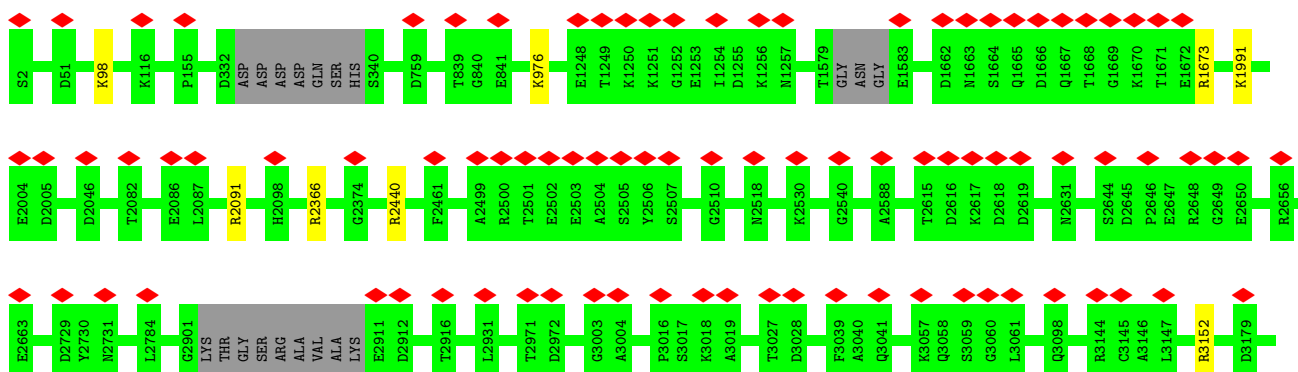 S2 D51 K98 K116 P155 D332 ASP ASP ASP ASP GLN SER HIS S340 D759 T839 G840 E841 K976 E1248 T1249 K1250 K1251 G1252 E1253 I1254 D1255 K1256 N1257 T1579 GLY ASN GLY E1583 D1662 N1663 S1664 Q1665 D1666 Q1667 T1668 G1669 K1670 T1671 E1672 R1673 K1991
E2004 D2005 D2046 T2082 E2086 L2087 R2091 H2098 R2366 G2374 R2440 F2461 A2499 R2500 T2501 E2502 E2503 A2504 S2505 Y2506 S2507 G2510 N2518 K2530 G2540 A2588 T2615 D2616 K2617 D2618 D2619 N2631 S2644 D2645 P2646 E2647 R2648 G2649 E2650 R2656
E2663 D2729 Y2730 N2731 L2784 G2901 LYS THR GLY SER ARG ALA VAL ALA LYS E2911 D2912 T2916 L2931 T2971 D2972 G3003 A3004 P3016 S3017 K3018 A3019 T3027 D3028 F3039 A3040 Q3041 K3057 Q3058 S3059 G3060 L3061 Q3098 R3144 C3145 A3146 L3147 R3152 D3179